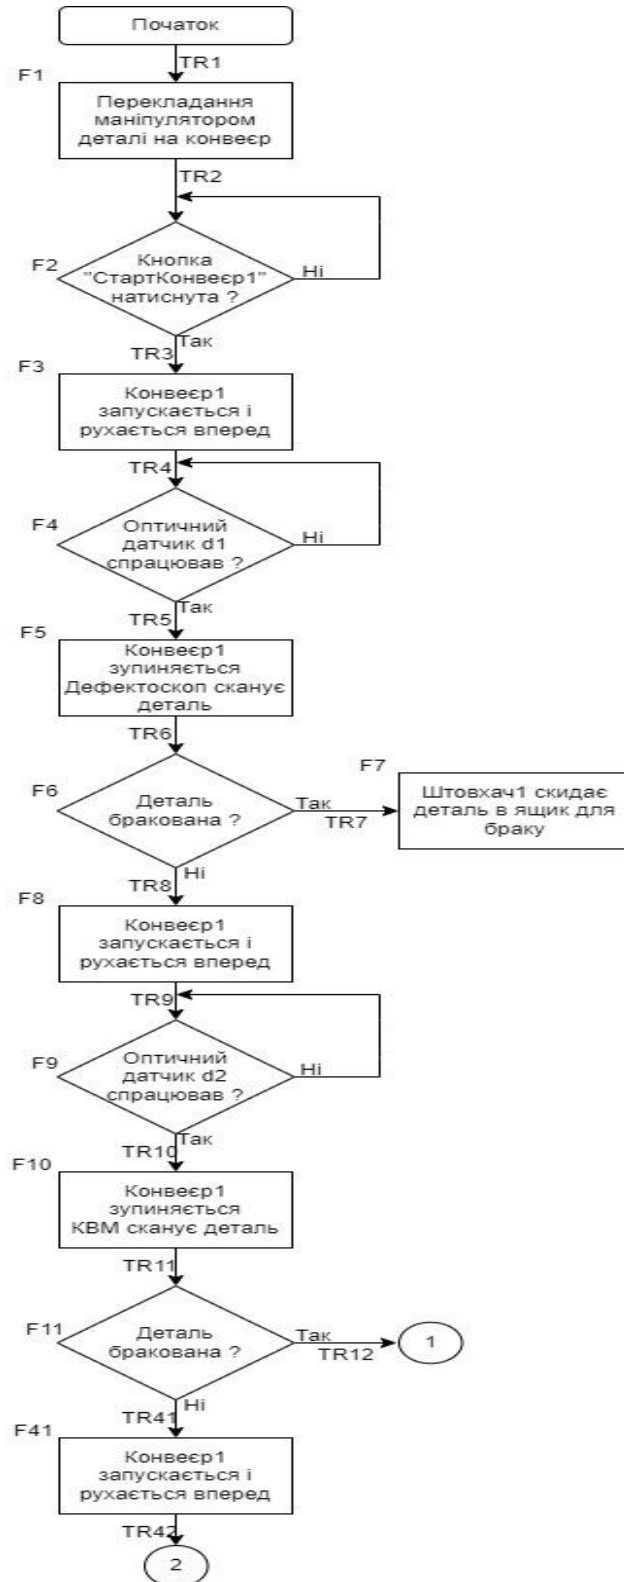 Початок
TR1
F1
Перекладання
маніпулятором
деталі на конвеєр
TR2
F2
Кнопка
"СтартКонвеєр1"
натиснута ?
Ні
Так
TR3
F3
Конвеєр1
запускається і
рухається вперед
TR4
F4
Оптичний
датчик d1
спрацював ?
Ні
Так
TR5
F5
Конвеєр1
зупиняється
Дефектоскоп сканує
деталь
TR6
F6
Деталь
бракована ?
Так
TR7
F7
Штовхач1 скидає
деталь в ящик для
браку
Ні
TR8
F8
Конвеєр1
запускається і
рухається вперед
TR9
F9
Оптичний
датчик d2
спрацював ?
Ні
Так
TR10
F10
Конвеєр1
зупиняється
КВМ сканує деталь
TR11
F11
Деталь
бракована ?
Так
TR12
1
Ні
TR41
F41
Конвеєр1
запускається і
рухається вперед
TR42
2